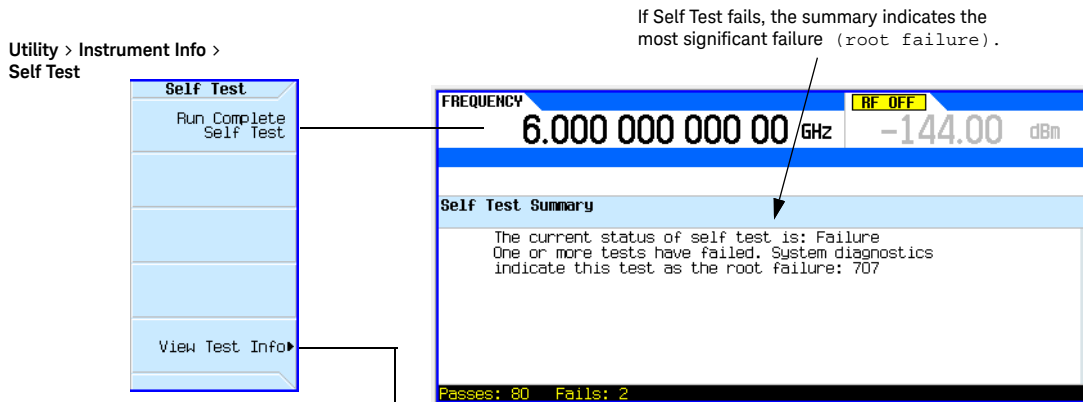 If Self Test fails, the summary indicates the
most significant failure (root failure).
Utility > Instrument Info >
Self Test
Self Test
Run Complete
Self Test
View Test Info
FREQUENCY
6.000 000 000 00 GHz
RF OFF
-144.00 dBm
Self Test Summary
The current status of self test is: Failure
One or more tests have failed. System diagnostics
indicate this test as the root failure: 707
Passes: 80 Fails: 2